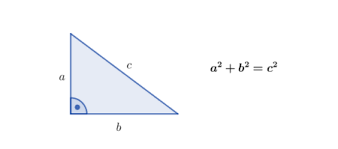 c
a
b
a² + b² = c²